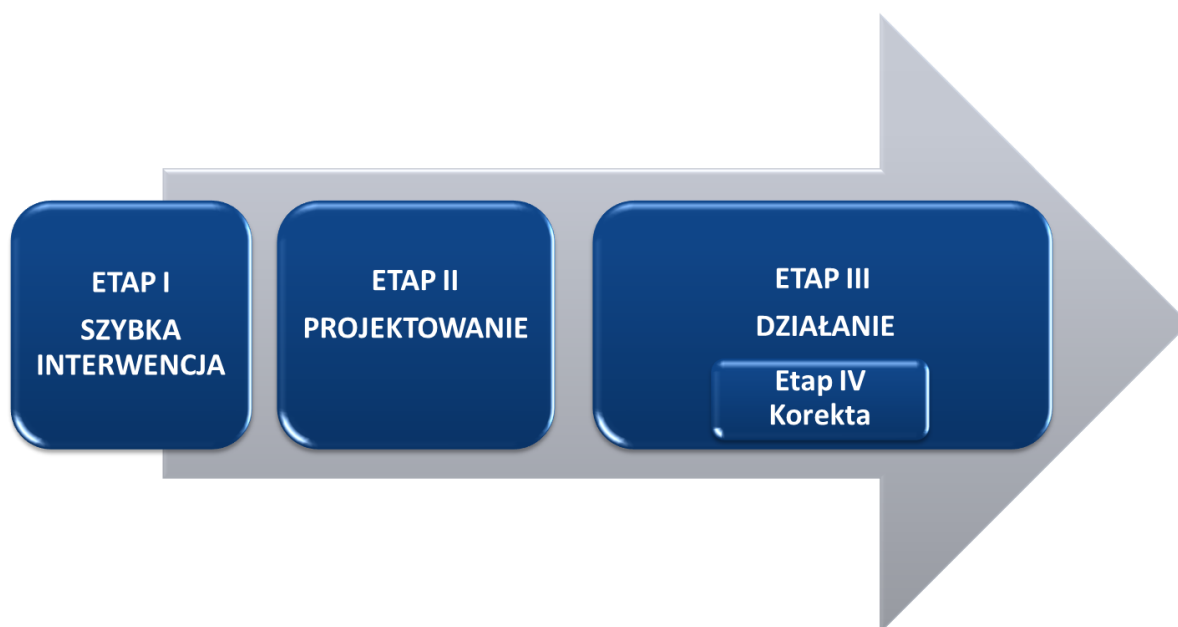 ETAP I
SZYBKA
INTERWENCJA
ETAP II
PROJEKTOWANIE
ETAP III
DZIAŁANIE
Etap IV
Korekta